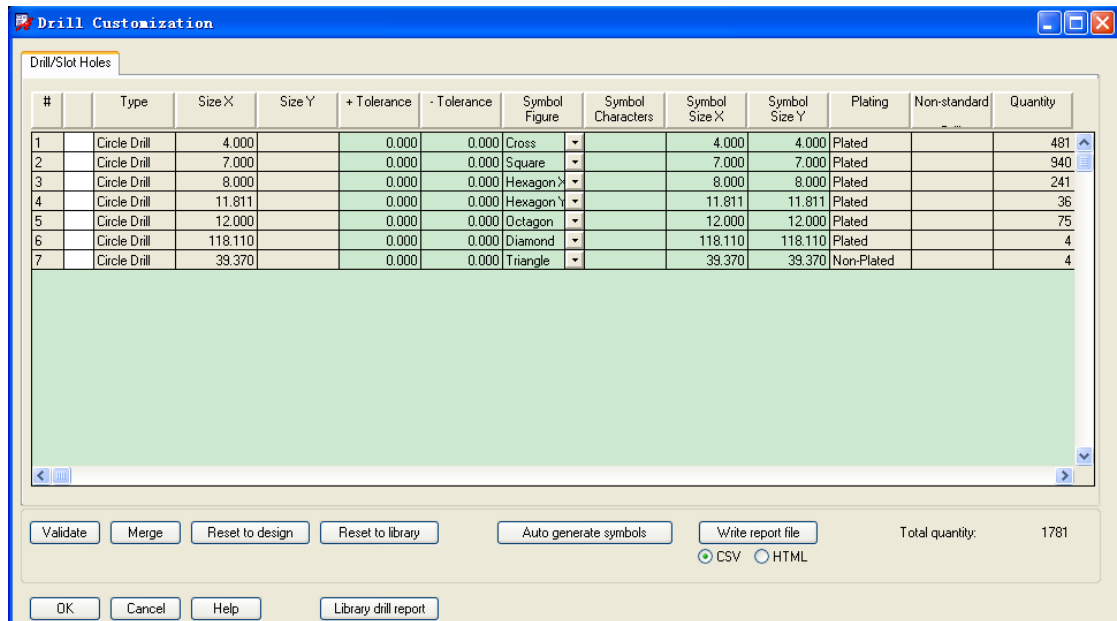 Drill Customization
Drill/Slot Holes
# Type Size X Size Y + Tolerance - Tolerance Symbol Figure Symbol Characters Symbol Size X Symbol Size Y Plating Non-standard Quantity
1 Circle Drill 4.000 0.000 0.000 Cross 4.000 4.000 Plated 481
2 Circle Drill 7.000 0.000 0.000 Square 7.000 7.000 Plated 940
3 Circle Drill 8.000 0.000 0.000 Hexagon X 8.000 8.000 Plated 241
4 Circle Drill 11.811 0.000 0.000 Hexagon Y 11.811 11.811 Plated 36
5 Circle Drill 12.000 0.000 0.000 Octagon 12.000 12.000 Plated 75
6 Circle Drill 118.110 0.000 0.000 Diamond 118.110 118.110 Plated 4
7 Circle Drill 39.370 0.000 0.000 Triangle 39.370 39.370 Non-Plated 4
Validate Merge Reset to design Reset to library Auto generate symbols Write report file Total quantity: 1781
CSV HTML
OK Cancel Help Library drill report